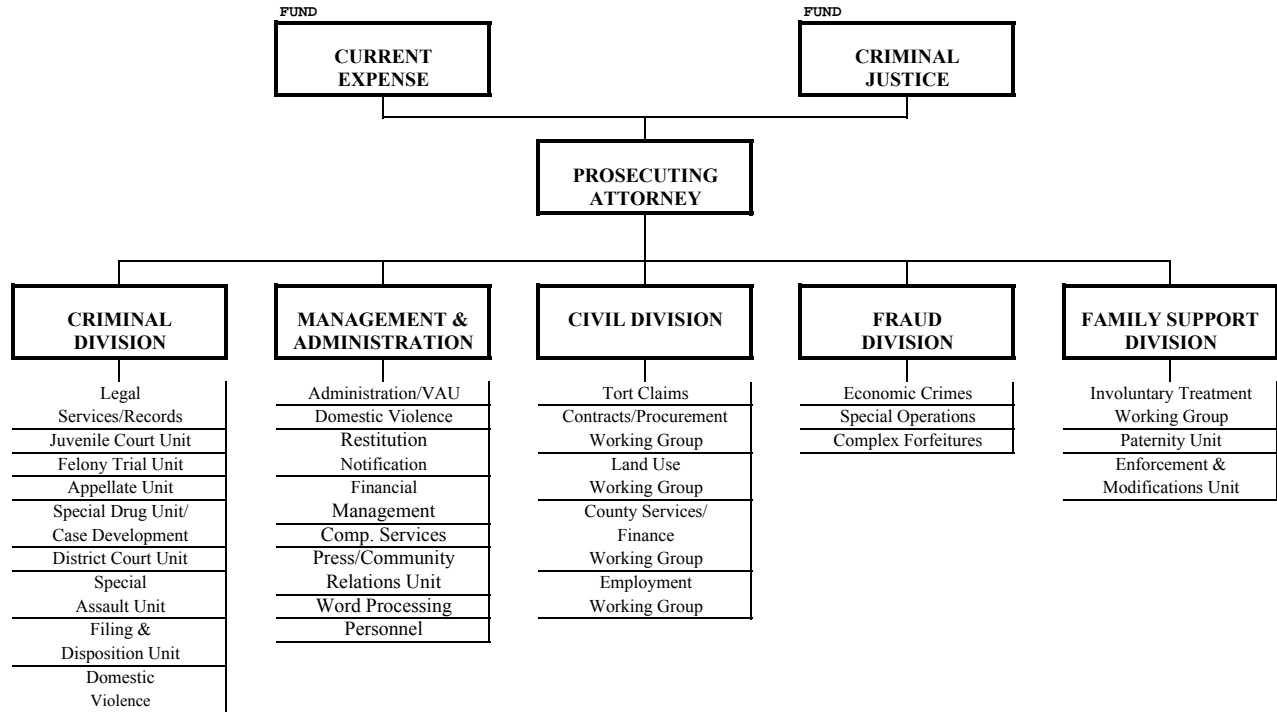 FUND
CURRENT
EXPENSE
FUND
CRIMINAL
JUSTICE
PROSECUTING
ATTORNEY
CRIMINAL
DIVISION
Legal
Services/Records
Juvenile Court Unit
Felony Trial Unit
Appellate Unit
Special Drug Unit/
Case Development
District Court Unit
Special
Assault Unit
Filing &
Disposition Unit
Domestic
Violence
MANAGEMENT &
ADMINISTRATION
Administration/VAU
Domestic Violence
Restitution
Notification
Financial
Management
Comp. Services
Press/Community
Relations Unit
Word Processing
Personnel
CIVIL DIVISION
Tort Claims
Contracts/Procurement
Working Group
Land Use
Working Group
County Services/
Finance
Working Group
Employment
Working Group
FRAUD
DIVISION
Economic Crimes
Special Operations
Complex Forfeitures
FAMILY SUPPORT
DIVISION
Involuntary Treatment
Working Group
Paternity Unit
Enforcement &
Modifications Unit